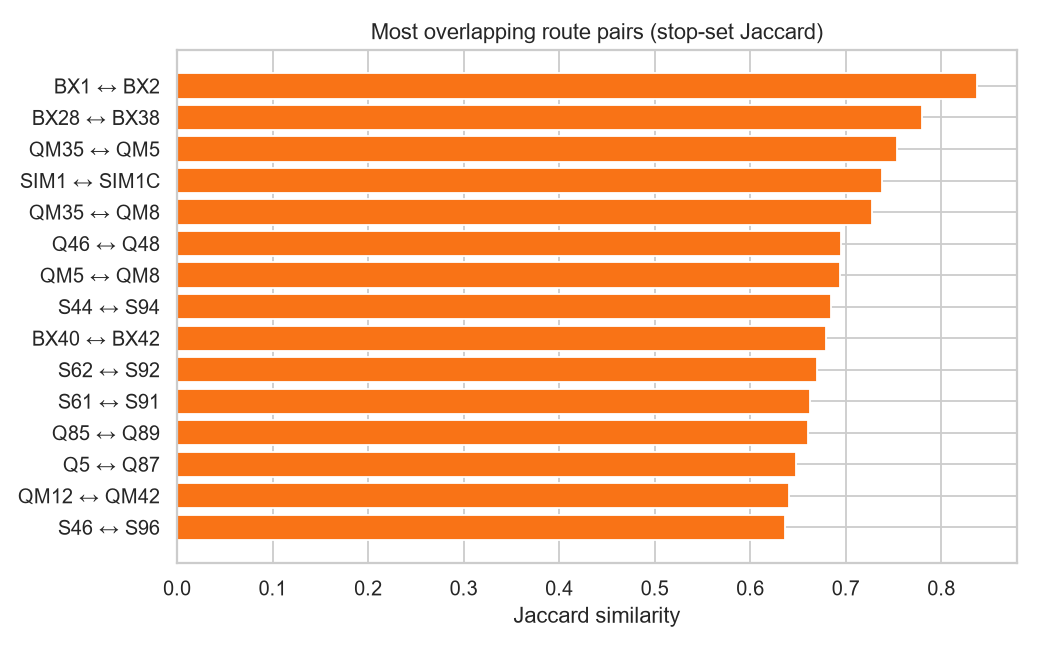 Most overlapping route pairs (stop-set Jaccard)
BX1 ↔ BX2
BX28 ↔ BX38
QM35 ↔ QM5
SIM1 ↔ SIM1C
QM35 ↔ QM8
Q46 ↔ Q48
QM5 ↔ QM8
S44 ↔ S94
BX40 ↔ BX42
S62 ↔ S92
S61 ↔ S91
Q85 ↔ Q89
Q5 ↔ Q87
QM12 ↔ QM42
S46 ↔ S96
0.0 0.1 0.2 0.3 0.4 0.5 0.6 0.7 0.8
Jaccard similarity